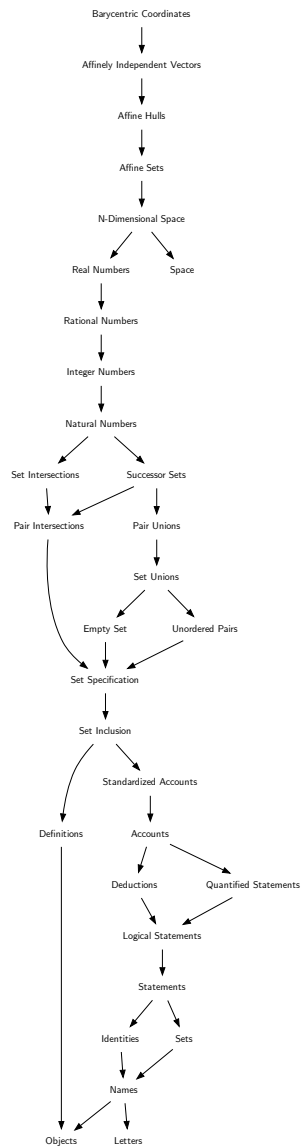 Barycentric Coordinates
Affinely Independent Vectors
Affine Hulls
Affine Sets
N-Dimensional Space
Real Numbers
Space
Rational Numbers
Integer Numbers
Natural Numbers
Set Intersections
Successor Sets
Pair Intersections
Pair Unions
Set Unions
Empty Set
Unordered Pairs
Set Specification
Set Inclusion
Standardized Accounts
Definitions
Accounts
Deductions
Quantified Statements
Logical Statements
Statements
Identities
Sets
Names
Objects
Letters